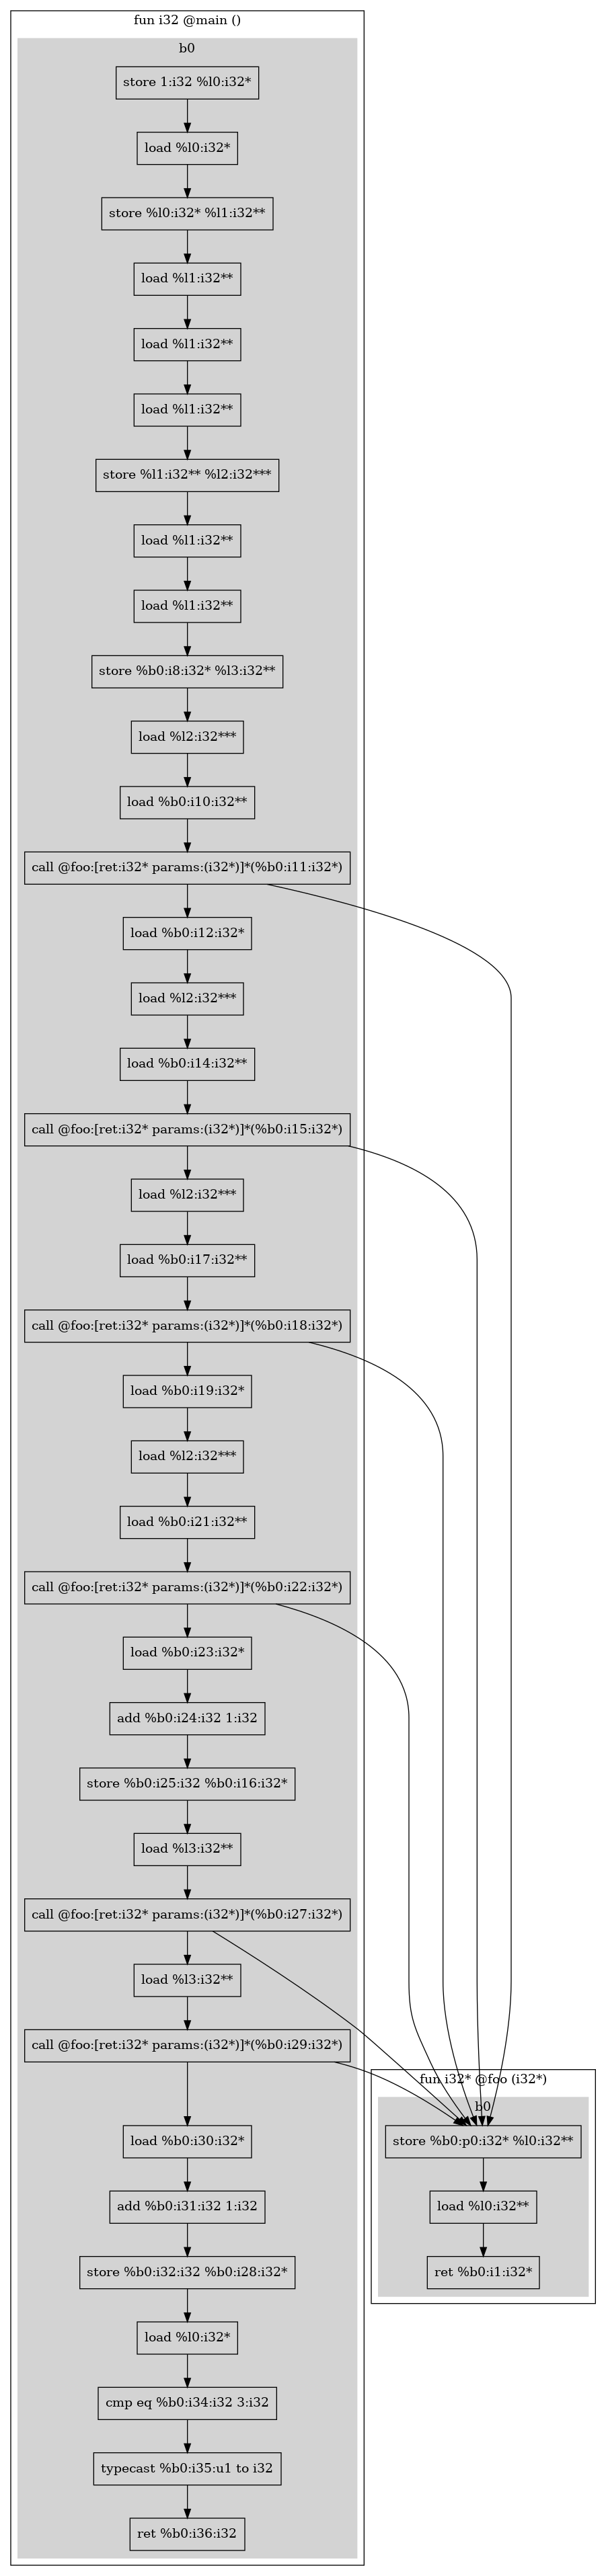 fun i32 @main ()
b0
store 1:i32 %l0:i32*
load %l0:i32*
store %l0:i32* %l1:i32**
load %l1:i32**
load %l1:i32**
load %l1:i32**
store %l1:i32** %l2:i32***
load %l1:i32**
load %l1:i32**
store %b0:i8:i32* %l3:i32**
load %l2:i32***
load %b0:i10:i32**
call @foo:[ret:i32* params:(i32*)]*(%b0:i11:i32*)
load %b0:i12:i32*
load %l2:i32***
load %b0:i14:i32**
call @foo:[ret:i32* params:(i32*)]*(%b0:i15:i32*)
load %l2:i32***
load %b0:i17:i32**
call @foo:[ret:i32* params:(i32*)]*(%b0:i18:i32*)
load %b0:i19:i32*
load %l2:i32***
load %b0:i21:i32**
call @foo:[ret:i32* params:(i32*)]*(%b0:i22:i32*)
load %b0:i23:i32*
add %b0:i24:i32 1:i32
store %b0:i25:i32 %b0:i16:i32*
load %l3:i32**
call @foo:[ret:i32* params:(i32*)]*(%b0:i27:i32*)
load %l3:i32**
call @foo:[ret:i32* params:(i32*)]*(%b0:i29:i32*)
load %b0:i30:i32*
add %b0:i31:i32 1:i32
store %b0:i32:i32 %b0:i28:i32*
load %l0:i32*
cmp eq %b0:i34:i32 3:i32
typecast %b0:i35:u1 to i32
ret %b0:i36:i32
fun i32* @foo (i32*)
b0
store %b0:p0:i32* %l0:i32**
load %l0:i32**
ret %b0:i1:i32*